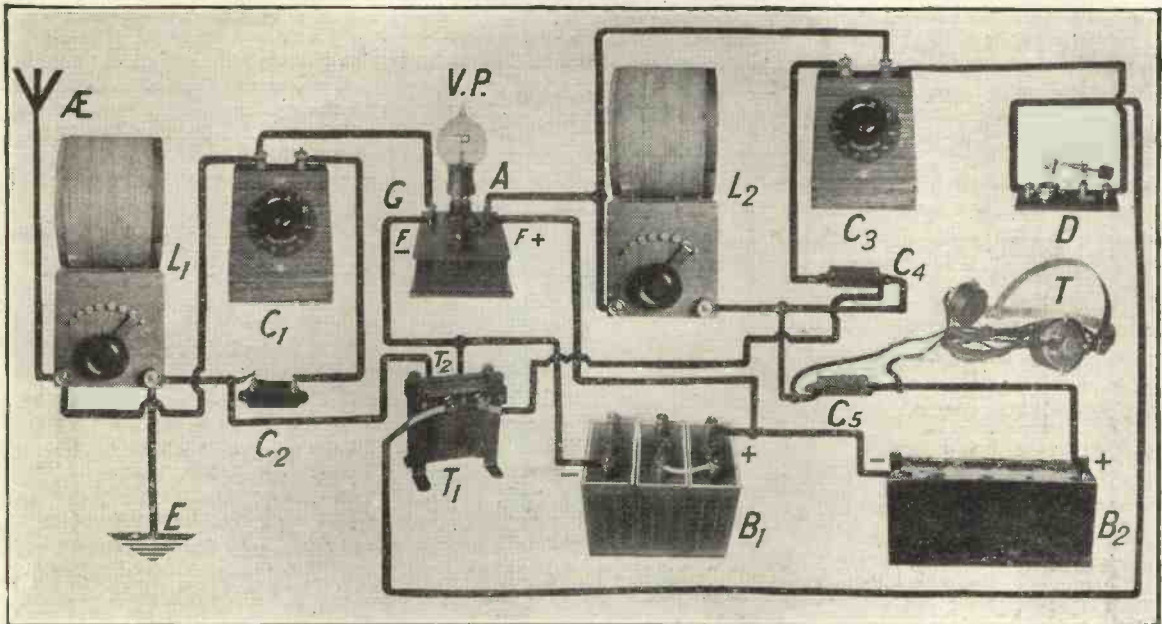 Æ
V.P.
L₁
C₁
G
A
F
−
F+
L₂
C₃
D
C₄
T
T₂
C₂
T₁
C₅
−
+
B₁
−
+
B₂
E